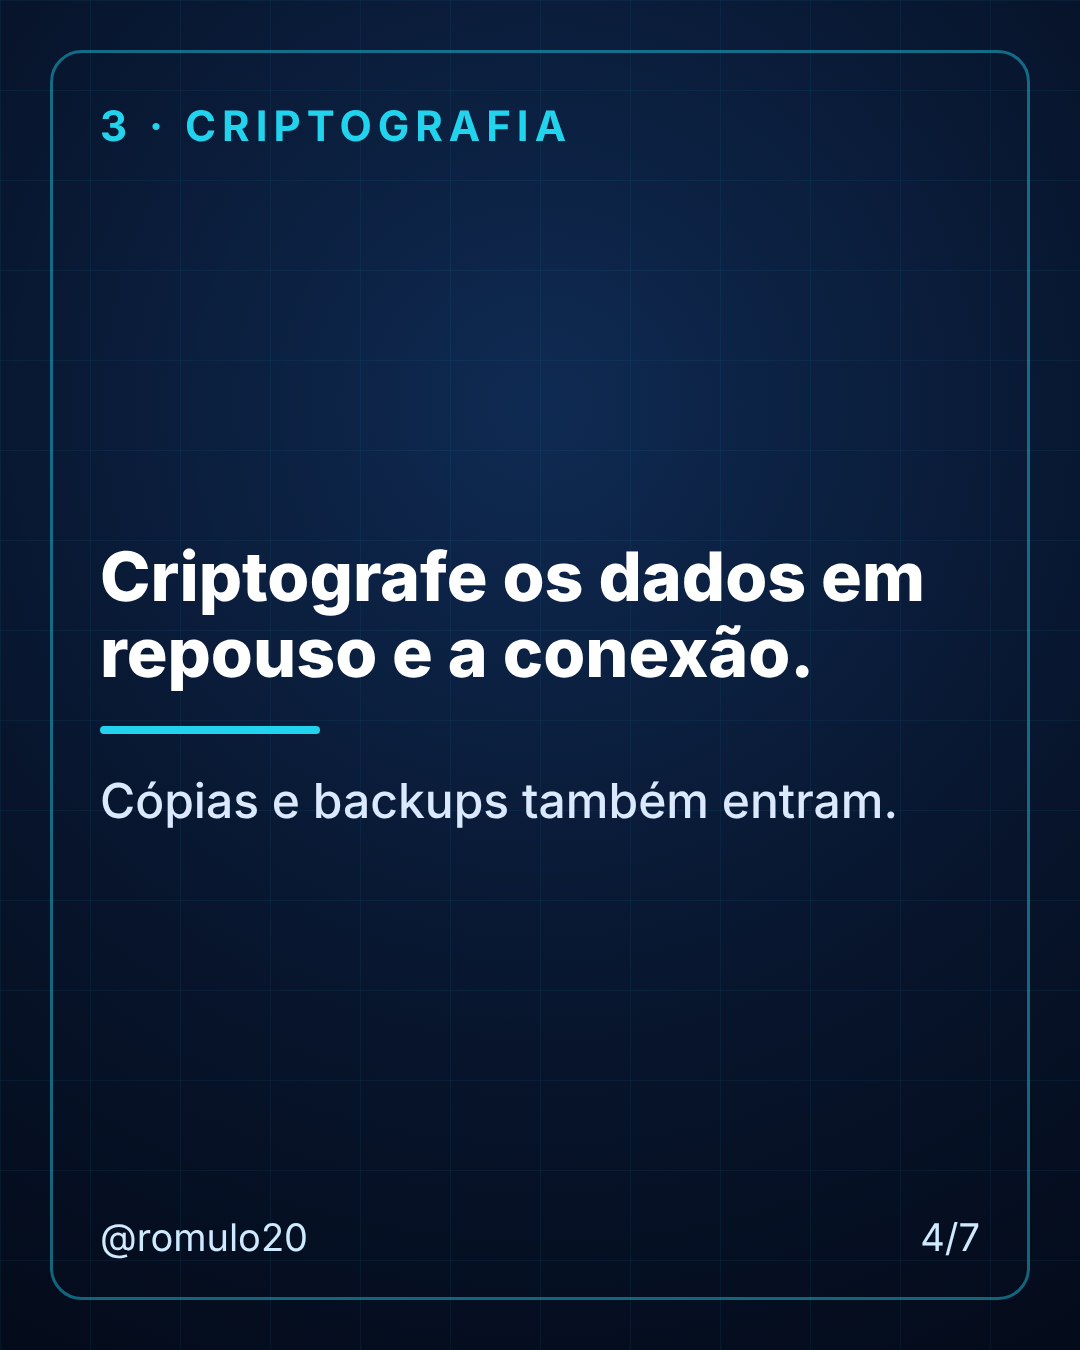 3 · CRIPTOGRAFIA
Criptografe os dados em
repouso e a conexão.
Cópias e backups também entram.
@romulo20
4/7